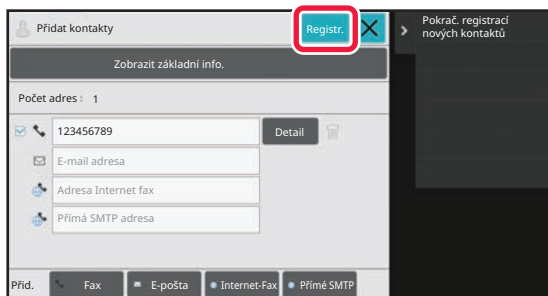 Přidat kontakty
Registr.
Pokrač. registrací
nových kontaktů
Zobrazit základní info.
Počet adres : 1
123456789
Detail
E-mail adresa
Adresa Internet fax
Přímá SMTP adresa
Přid.
Fax
E-pošta
Internet-Fax
Přímé SMTP